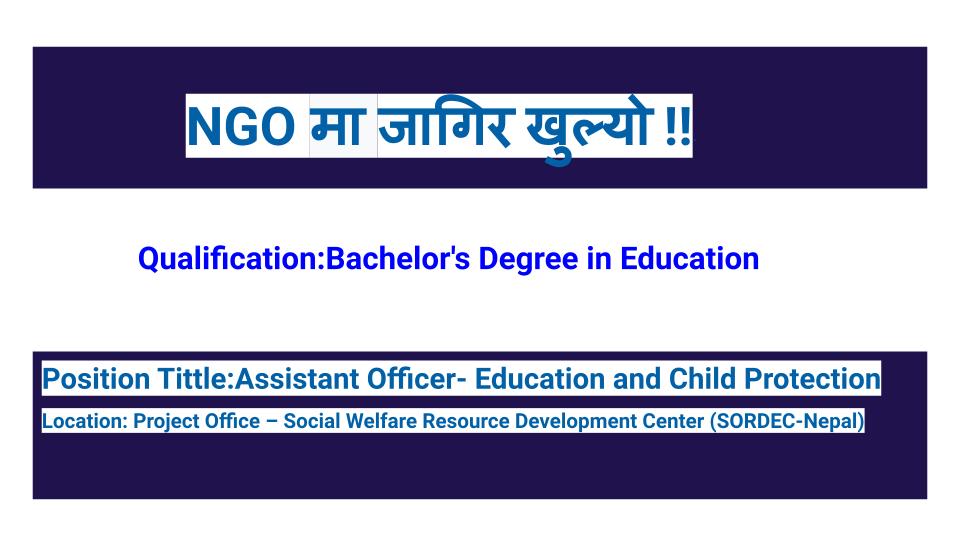 NGO मा जागिर खुल्यो !!
Qualification:Bachelor's Degree in Education
Position Tittle:Assistant Officer- Education and Child Protection
Location: Project Office – Social Welfare Resource Development Center (SORDEC-Nepal)